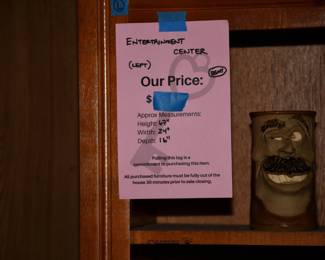 ENTERTAINMENT
CENTER
(LEFT)
Our Price:
$
Approx Measurements:
Height: 67"
Width: 24"
Depth: 16"
Pulling this tag is a
commitment to purchasing this item.
All purchased furniture must be fully out of the
house 30 minutes prior to sale closing.